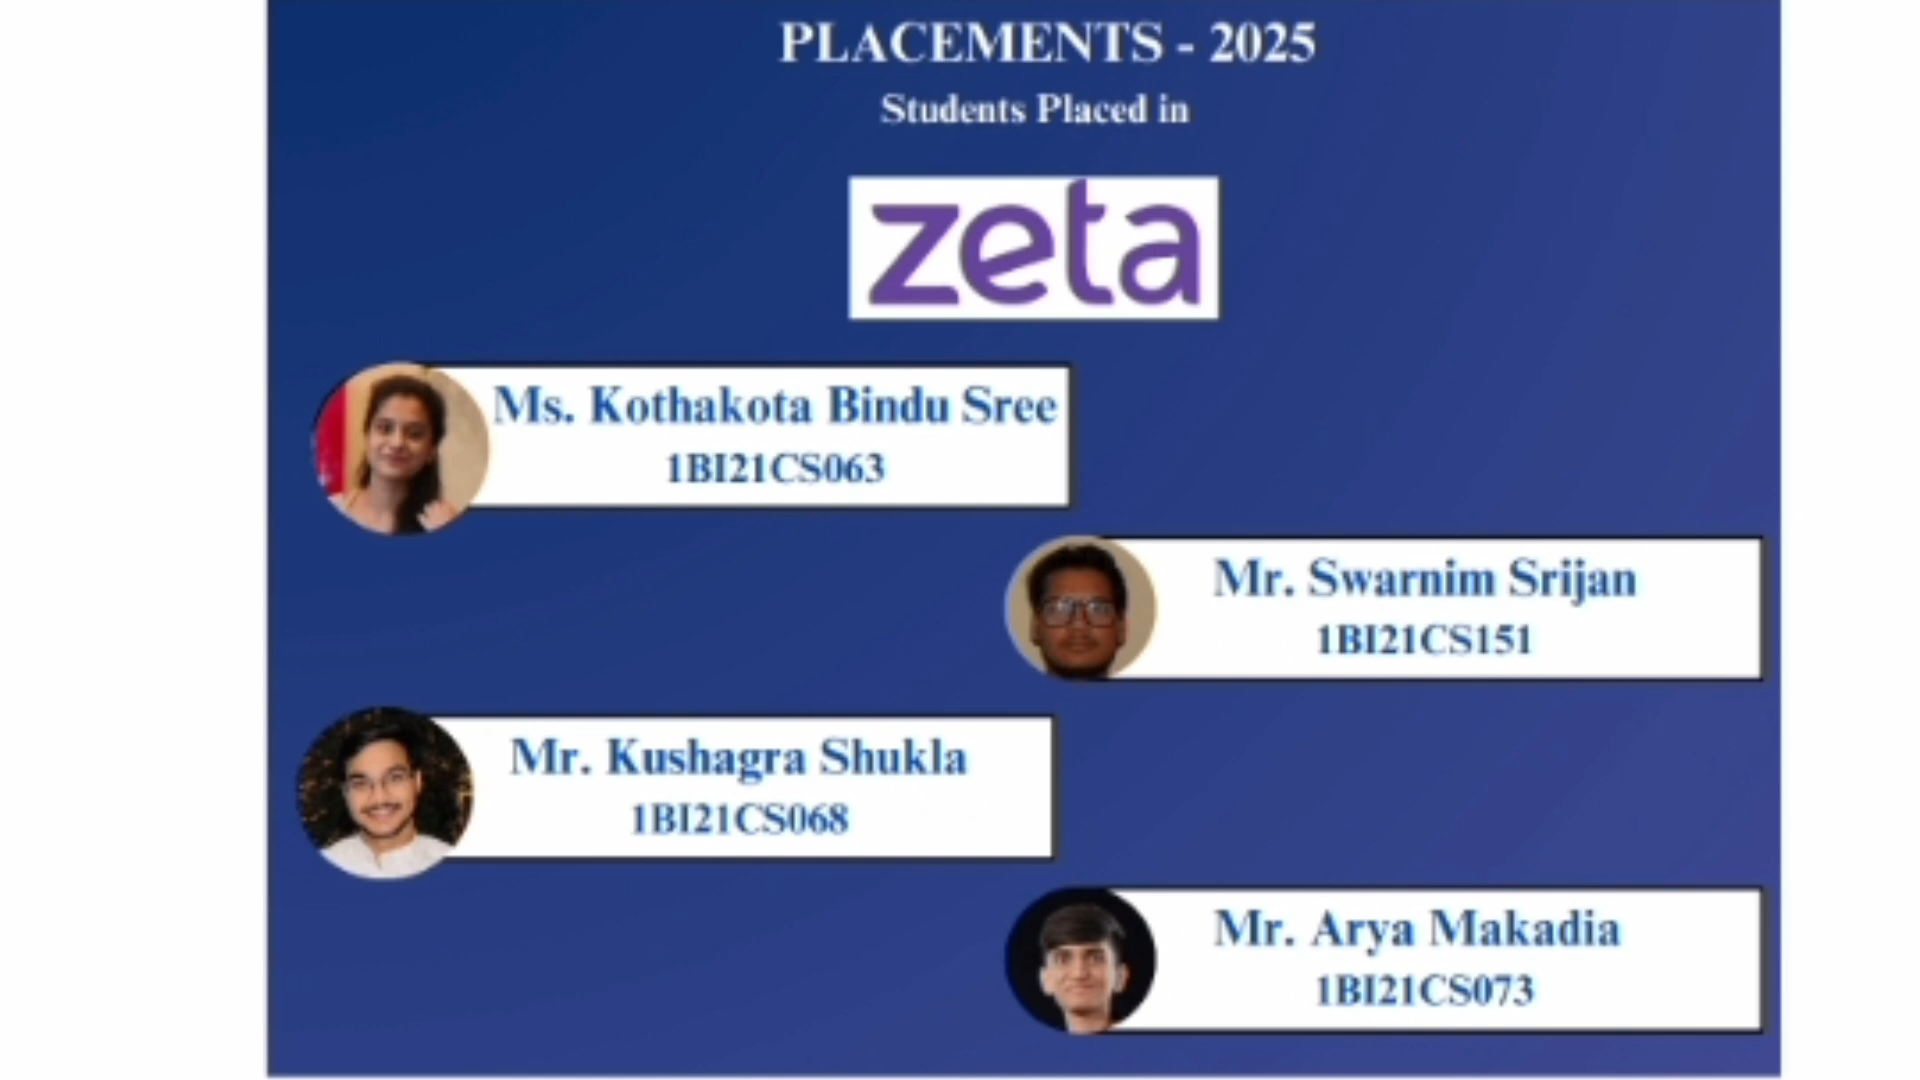 PLACEMENTS - 2025
Students Placed in
zeta
Ms. Kothakota Bindu Sree
1BI21CS063
Mr. Swarnim Srijan
1BI21CS151
Mr. Kushagra Shukla
1BI21CS068
Mr. Arya Makadia
1BI21CS073